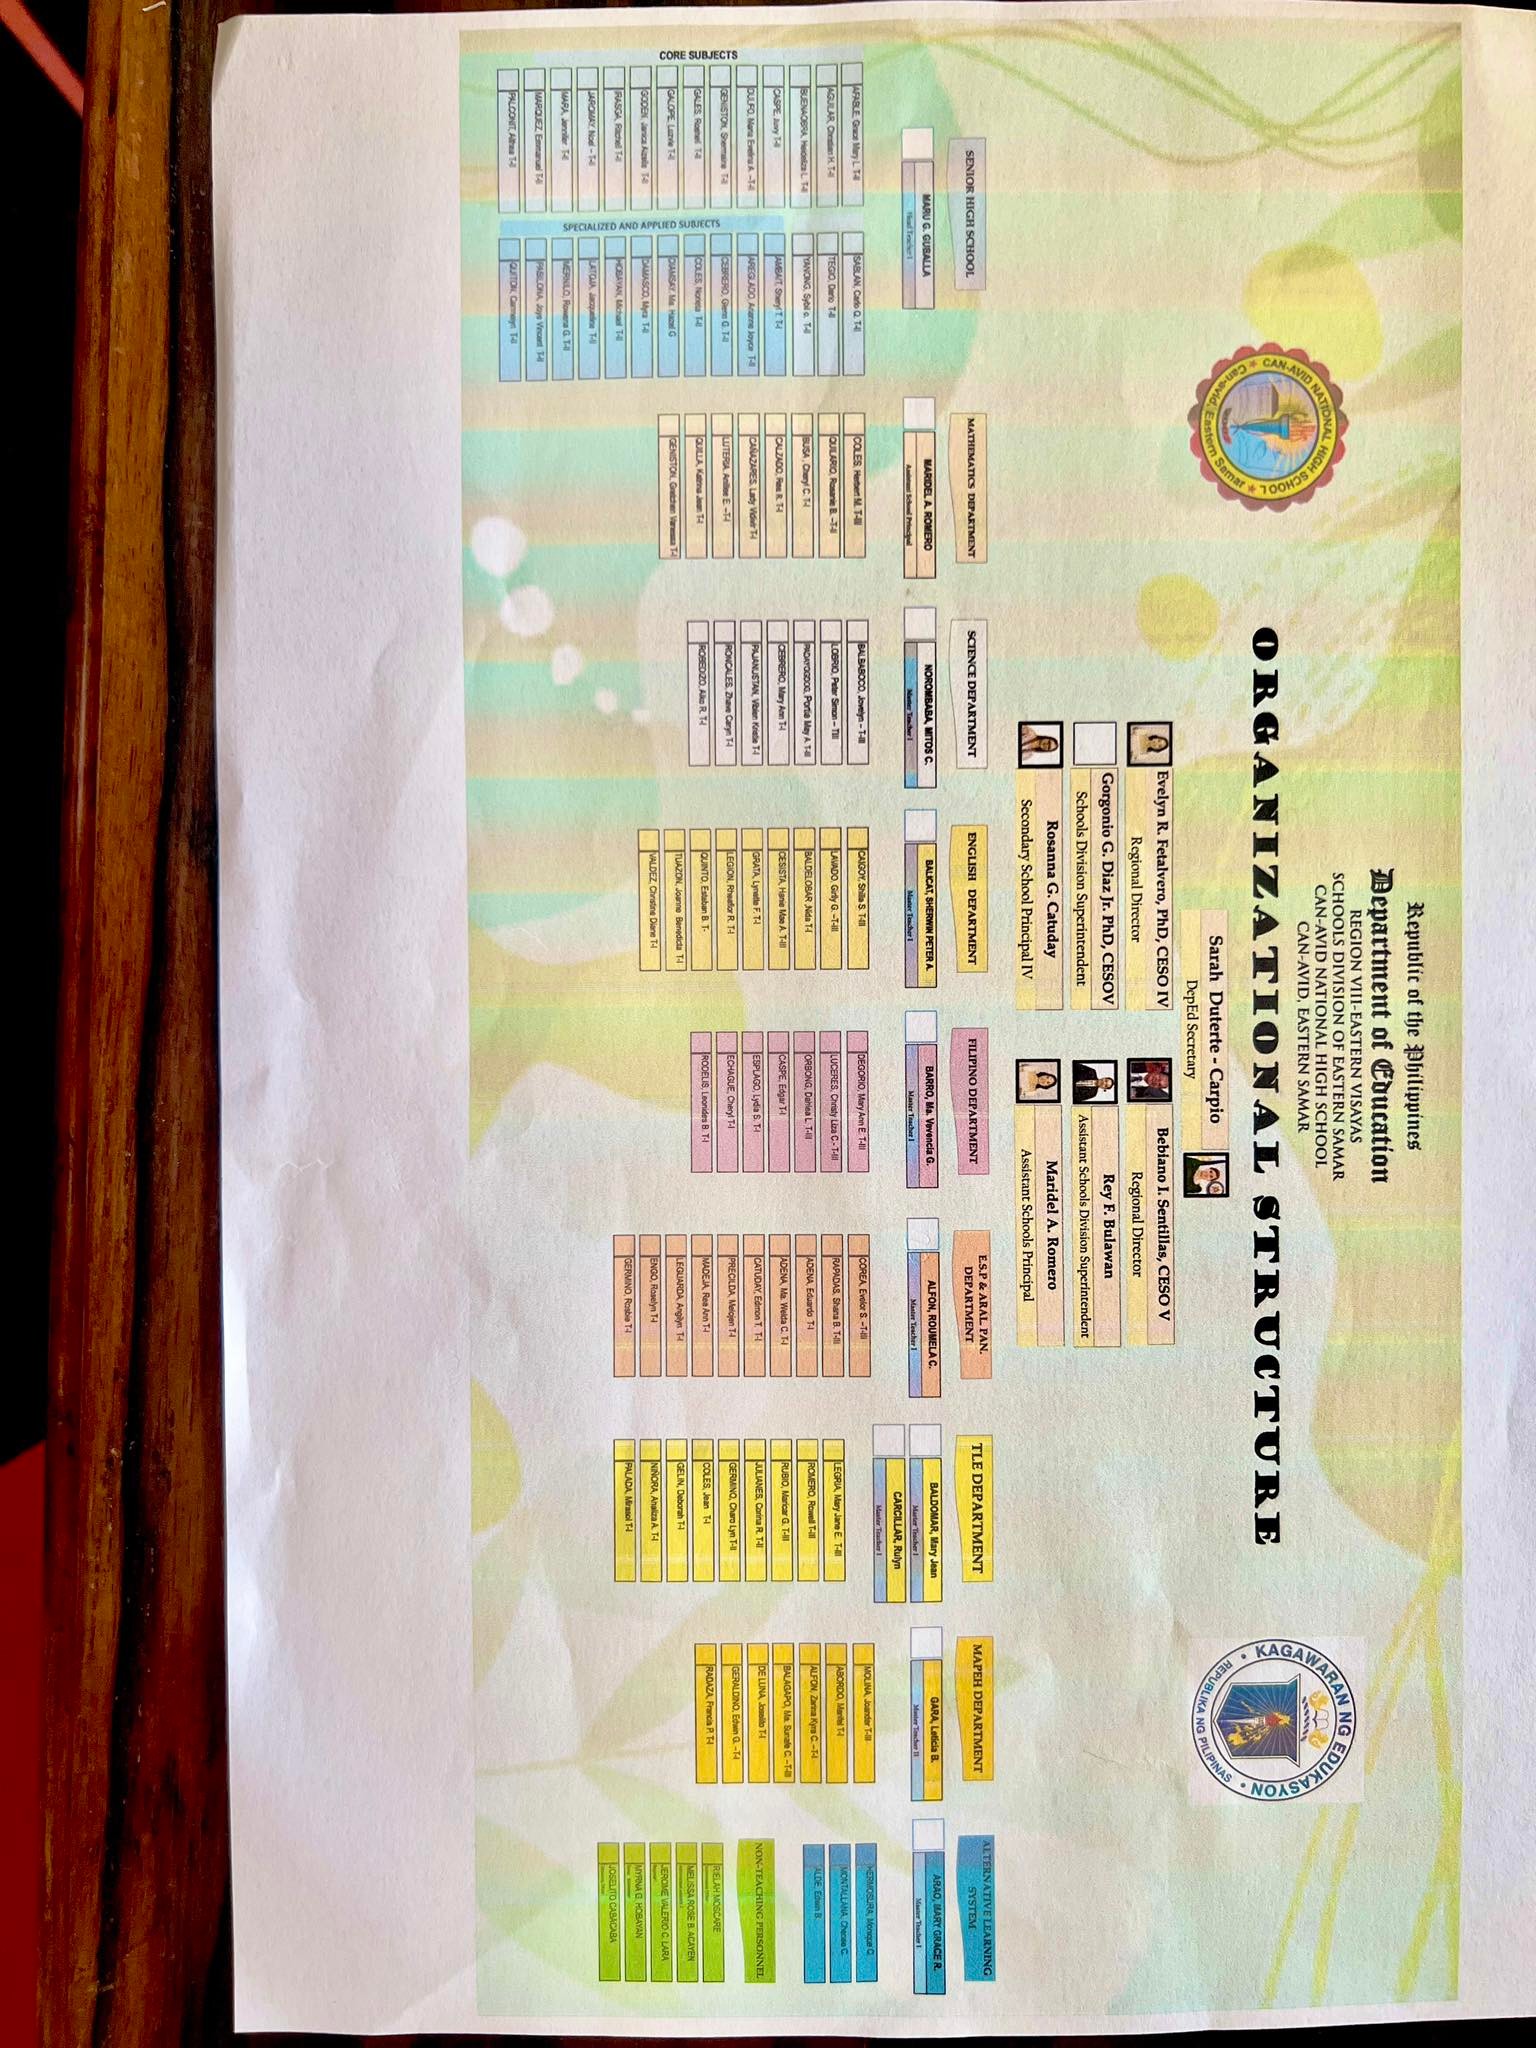 Republic of the Philippines
Department of Education
REGION VIII-EASTERN VISAYAS
SCHOOLS DIVISION OF EASTERN SAMAR
CAN-AVID NATIONAL HIGH SCHOOL
CAN-AVID, EASTERN SAMAR
ORGANIZATIONAL STRUCTURE
CAN-AVID NATIONAL HIGH SCHOOL
Can-avid, Eastern Samar
KAGAWARAN NG EDUKASYON
REPUBLIKA NG PILIPINAS
Sarah Duterte - Carpio
DepEd Secretary
Evelyn R. Fetalvero, PhD, CESO IV
Regional Director
Bebiano I. Sentillas, CESO V
Regional Director
Gorgonio G. Diaz Jr. PhD, CESOV
Schools Division Superintendent
Rey F. Bulawan
Assistant Schools Division Superintendent
Rosanna G. Catuday
Secondary School Principal IV
Maridel A. Romero
Assistant Schools Principal
SENIOR HIGH SCHOOL
MARU G. GUBALLA
Head Teacher I
CORE SUBJECTS
AFABLE, Grace Mary L. T-II
AGUILAR, Christian H. T-II
BUENAOBRA, Heideliza L. T-II
CASPE, Juvy T-II
DULFO, Maria Evelina A. –T-II
GENISTON, Shermaine T-II
GALES, Roshell T-II
GALOPE, Luzvie T-II
GODEN, Janica Aizelle T-II
IRASGA, Ritchell T-II
JAROMAY, Noel – T-II
MARA, Jennifer T-II
MARQUEZ, Emmanuel T-II
PALCONIT, Althea T-II
SABLAN, Carlo Q. T-II
TEGIO, Dario T-II
YANONG, Sybil o. T-II
SPECIALIZED AND APPLIED SUBJECTS
AMBAIT, Sheryl T. T-I
AREGLADO, Arianne Joyce T-II
CEBRERO, Glenn G. T-II
COLES, Norieta T-II
DIAMSAY, Ma. Hazel G
DAMASCO, Myra T-II
HOBAYAN, Michael T-II
LATOJA, Jacqueline T-II
MERNILO, Rowena G. T-II
PABILONA, Joys Vincent T-II
QUITON, Carmelyn T-II
MATHEMATICS DEPARTMENT
MARIDEL A. ROMERO
Assistant School Principal
COLES, Herbert M. T-III
QUILARIO, Rosanie B. –T-II
BUSA, Cheryl C. T-I
CALZADO, Rea R. T-I
CAÑAZARES, Lady Vidivir T-I
LUTERIA, Anillee E. –T-I
QUILLA, Katrina Jean T-I
GENISTON, Gretchen Vanessa T-I
SCIENCE DEPARTMENT
NOROMBABA, MITOS C.
Master Teacher I
BALBABOCO, Jovelyn – T-III
LOBRIO, Peter Simon – TIII
PADAYOGDOG, Portia May A. T-III
CEBRERO, Mary Ann T-I
PAJANUSTAN, Vibien Kristie T-I
RONCALES, Zhave Caryn T-I
ROBEDIZO, Aiko R. T-I
ENGLISH DEPARTMENT
BALICAT, SHERWIN PETER A.
Master Teacher I
CAIGOY, Shilla S. T-III
LAVADO, Girlly G. –T-III
BALDELOBAR ,Nida T-I
CESISTA, Hanie Mae A. T-III
GRATA, Lynette F. T-I
LEGION, Rheaflor R. T-I
QUINTO, Esteban B. T-
TUAZON, Joanne Benedicta T-I
VALDEZ, Christine Diane T-I
FILIPINO DEPARTMENT
BARRO, Ma. Vevencia G.
Master Teacher I
DEGORIO, Mary Ann E. T-III
LUCERES, Christy Liza C.- T-III
ORBONG, Dahlea L. T-III
CASPE, Edgar T-I
ESPLAGO, Lydia S. T-I
ECHAGUE, Cheryl T-I
RODELIS, Leonides B. T-I
E.S.P & ARAL. PAN.
DEPARTMENT
ALFON, ROUMELA C.
Master Teacher I
COREA, Evelor S. –T-III
RAPADAS, Shana B. T-III
ADENA, Eduardo T-I
ADENA, Ma. Welda C. T-I
CATUDAY, Edmon T. T-I
PRECILDA, Melojen T-I
MADEJA, Rea Ann T-I
LEGUARDA, Angilyn T-I
ENGO, Roselyn T-I
GERMINO, Rosbie T-I
TLE DEPARTMENT
BALDOMAR, Mary Jean
Master Teacher I
CARCILLAR, Rulyn
Master Teacher I
LEGRIA, Mary Jane E. T-III
ROMERO, Rowell T-III
RUBIO, Maricar G. T-III
JULIANES, Corina R. T-II
GERMINO, Charo Lyn T-II
COLES, Jean T-I
GELIN, Deborah T-I
NIÑORA, Analiza A. T-I
PALADA, Mirasol T-I
MAPEH DEPARTMENT
GARA, Leticia B.
Master Teacher II
MOLINA, Joander T-III
ABORDO, Marifel T-I
ALFON, Zarina Kyra C. –T-I
BALAGAPO, Ma. Sunafe C. –T-III
DE LUNA, Joselito T-I
GERALDINO, Edwin G. –T-I
RADAZA, Francis P. T-I
ALTERNATIVE LEARNING
SYSTEM
ARAO, MARY GRACE R.
Master Teacher I
HERMOSURA, Monique C.
MONTALLANA, Cherise C.
ALDE, Edwin B.
NON-TEACHING PERSONNEL
RIELAH MOSCARE
MELISSA ROSE B. ACAYEN
JEROME VALERIO C. LARA
MYRNA G. HOBAYAN
JOSELITO CABACABA